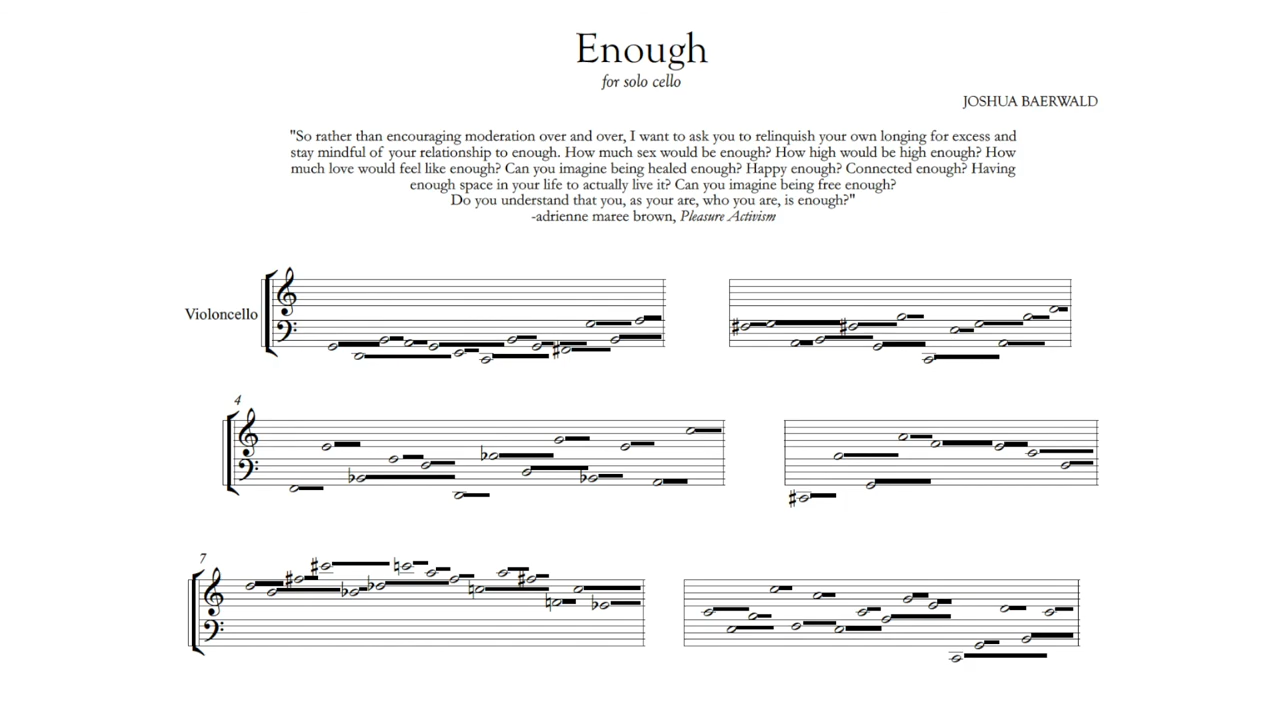 Enough
for solo cello
JOSHUA BAERWALD
"So rather than encouraging moderation over and over, I want to ask you to relinquish your own longing for excess and
stay mindful of your relationship to enough. How much sex would be enough? How high would be high enough? How
much love would feel like enough? Can you imagine being healed enough? Happy enough? Connected enough? Having
enough space in your life to actually live it? Can you imagine being free enough?
Do you understand that you, as your are, who you are, is enough?"
-adrienne maree brown, Pleasure Activism
Violoncello
4
7